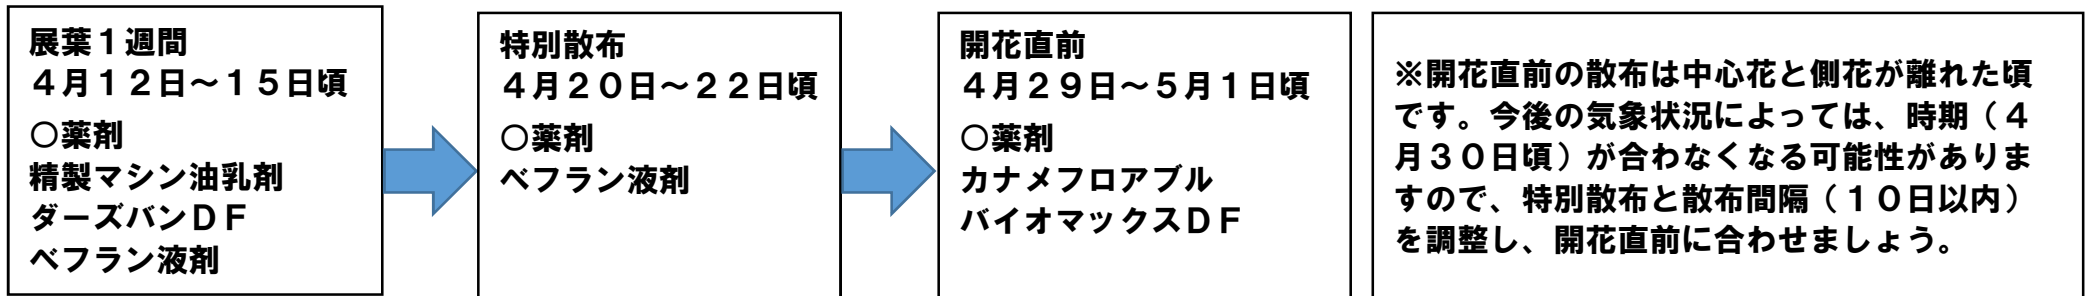 展葉１週間
４月１２日～１５日頃
○薬剤
精製マシン油乳剤
ダーズバンＤＦ
ベフラン液剤
特別散布
４月２０日～２２日頃
○薬剤
ベフラン液剤
開花直前
４月２９日～５月１日頃
○薬剤
カナメフロアブル
バイオマックスＤＦ
※開花直前の散布は中心花と側花が離れた頃
です。今後の気象状況によっては、時期（４
月３０日頃）が合わなくなる可能性がありま
すので、特別散布と散布間隔（１０日以内）
を調整し、開花直前に合わせましょう。